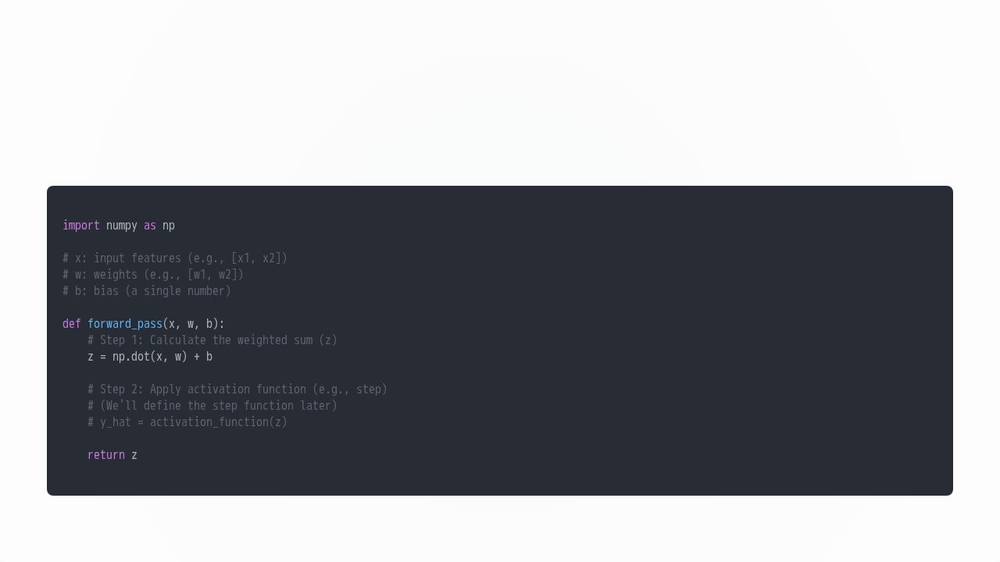 import numpy as np
# x: input features (e.g., [x1, x2])
# w: weights (e.g., [w1, w2])
# b: bias (a single number)
def forward_pass(x, w, b):
    # Step 1: Calculate the weighted sum (z)
    z = np.dot(x, w) + b
    # Step 2: Apply activation function (e.g., step)
    # (We'll define the step function later)
    # y_hat = activation_function(z)
    return z